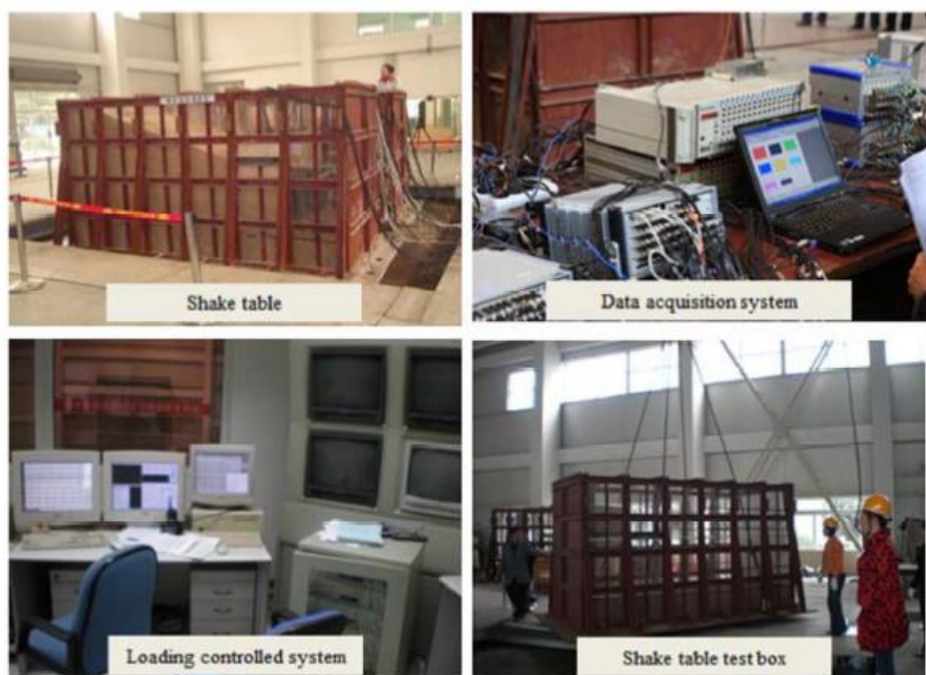 Shake table
Data acquisition system
Loading controlled system
Shake table test box